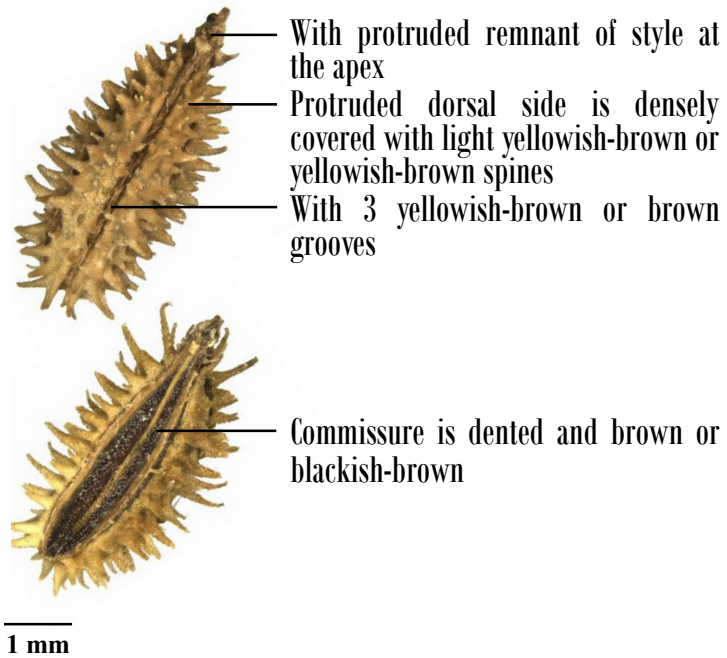 With protruded remnant of style at
the apex
Protruded dorsal side is densely
covered with light yellowish-brown or
yellowish-brown spines
With 3 yellowish-brown or brown
grooves
Commissure is dented and brown or
blackish-brown
1 mm